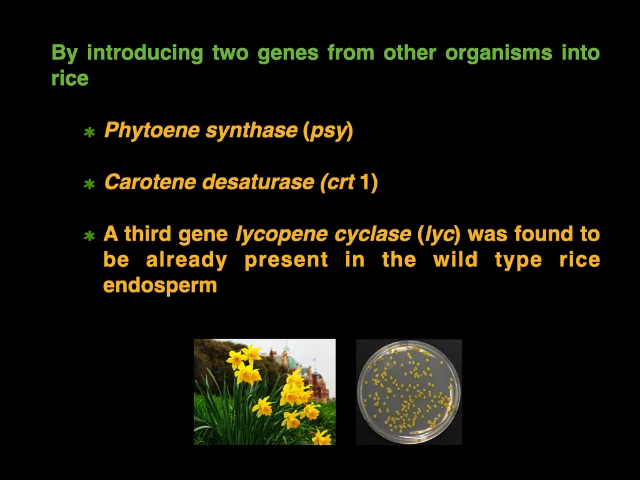 By introducing two genes from other organisms into
rice
* Phytoene synthase (psy)
* Carotene desaturase (crt 1)
* A third gene lycopene cyclase (lyc) was found to
be already present in the wild type rice
endosperm